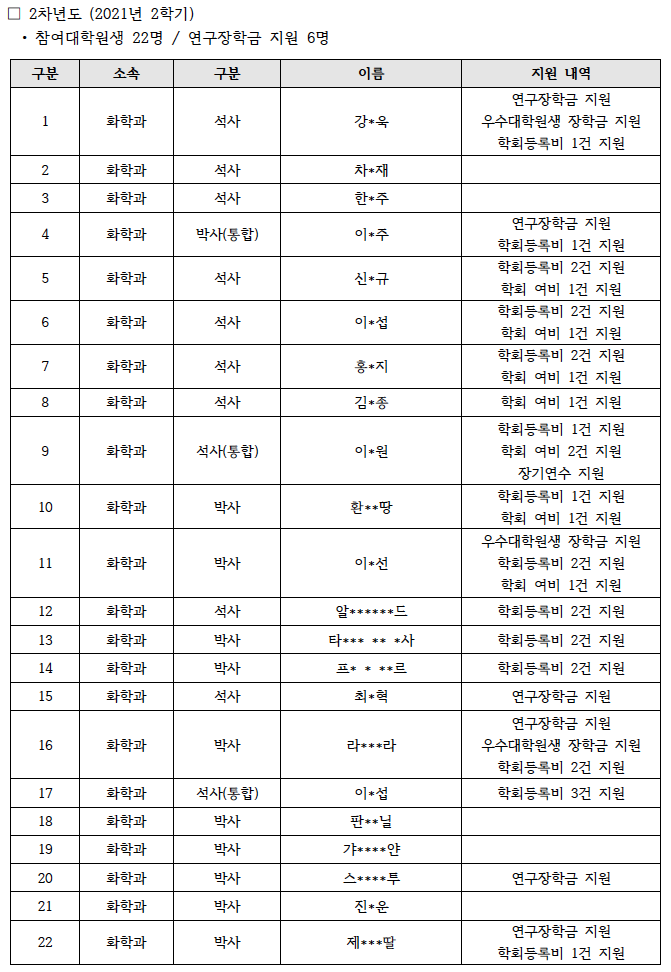 □ 2차년도 (2021년 2학기)
· 참여대학원생 22명 / 연구장학금 지원 6명
구분 소속 구분 이름 지원 내역
1 화학과 석사 강*욱 연구장학금 지원
우수대학원생 장학금 지원
학회등록비 1건 지원
2 화학과 석사 차*재
3 화학과 석사 한*주
4 화학과 박사(통합) 이*주 연구장학금 지원
학회등록비 1건 지원
5 화학과 석사 신*규 학회등록비 2건 지원
학회 여비 1건 지원
6 화학과 석사 이*섭 학회등록비 2건 지원
학회 여비 1건 지원
7 화학과 석사 홍*지 학회등록비 2건 지원
학회 여비 1건 지원
8 화학과 석사 김*종 학회 여비 1건 지원
9 화학과 석사(통합) 이*원 학회등록비 1건 지원
학회 여비 2건 지원
장기연수 지원
10 화학과 박사 환**땅 학회등록비 1건 지원
학회 여비 1건 지원
11 화학과 박사 이*선 우수대학원생 장학금 지원
학회등록비 2건 지원
학회 여비 1건 지원
12 화학과 석사 알******드 학회등록비 2건 지원
13 화학과 박사 타*** ** *사 학회등록비 2건 지원
14 화학과 박사 프* * **르 학회등록비 2건 지원
15 화학과 석사 최*혁 연구장학금 지원
16 화학과 박사 라***라 연구장학금 지원
우수대학원생 장학금 지원
학회등록비 2건 지원
17 화학과 석사(통합) 이*섭 학회등록비 3건 지원
18 화학과 박사 판**닐
19 화학과 박사 갸****얀
20 화학과 박사 스****투 연구장학금 지원
21 화학과 박사 진*운
22 화학과 박사 제***딸 연구장학금 지원
학회등록비 1건 지원